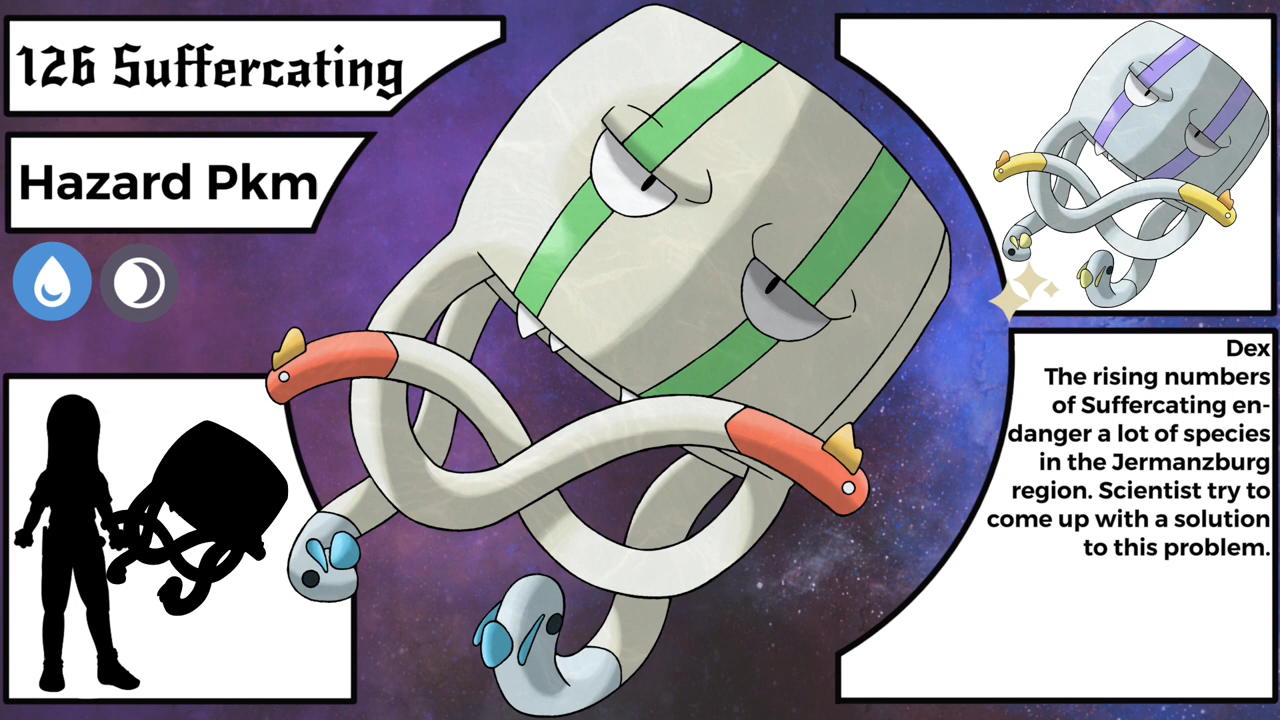 126 Suffercating
Hazard Pkm
Dex
The rising numbers
of Suffercating en-
danger a lot of species
in the Jermanzburg
region. Scientist try to
come up with a solution
to this problem.